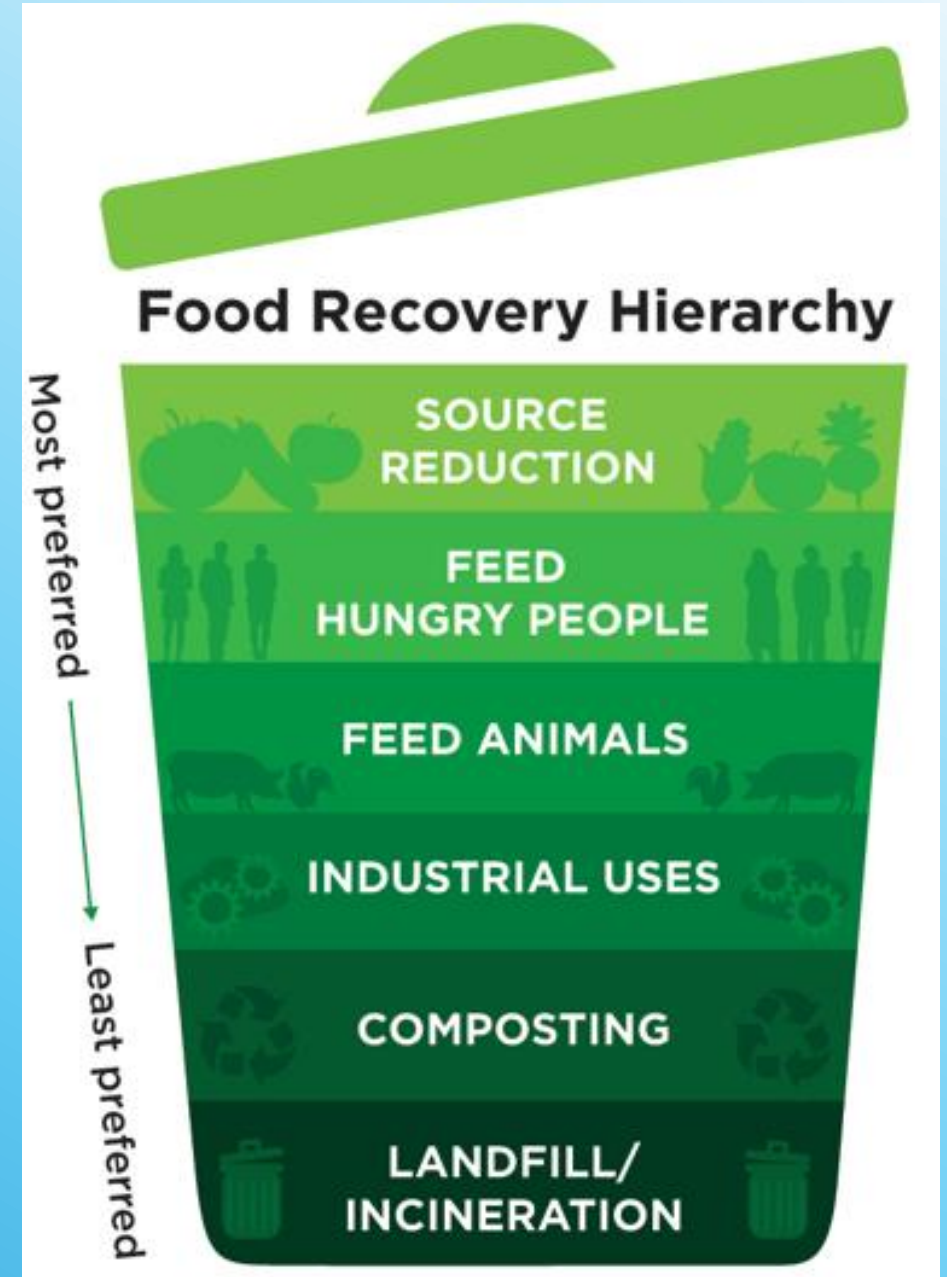 Food Recovery Hierarchy
Most preferred
Least preferred
SOURCE
REDUCTION
FEED
HUNGRY PEOPLE
FEED ANIMALS
INDUSTRIAL USES
COMPOSTING
LANDFILL/
INCINERATION